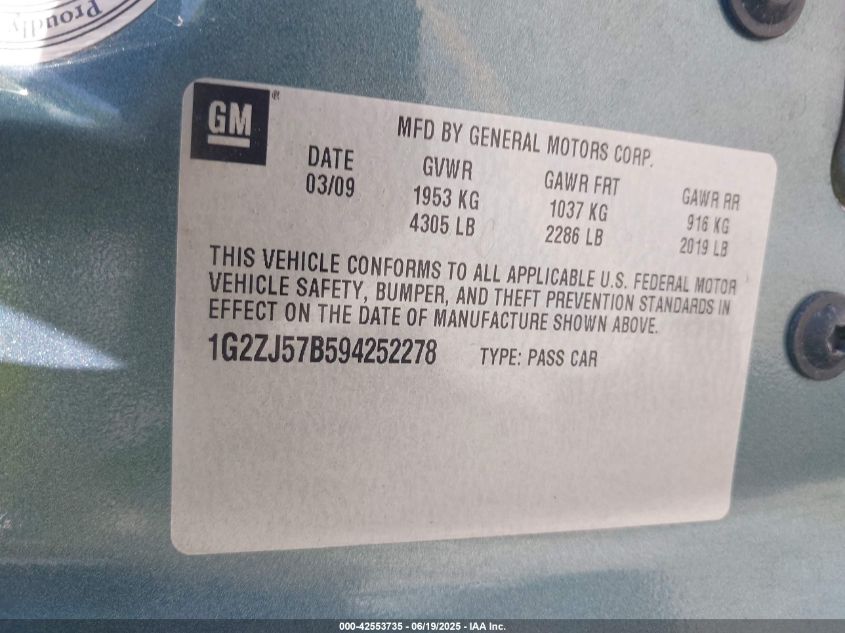 Proudly
GM®
MFD BY GENERAL MOTORS CORP.
DATE GVWR GAWR FRT GAWR RR
03/09 1953 KG 1037 KG 916 KG
4305 LB 2286 LB 2019 LB
THIS VEHICLE CONFORMS TO ALL APPLICABLE U.S. FEDERAL MOTOR
VEHICLE SAFETY, BUMPER, AND THEFT PREVENTION STANDARDS IN
EFFECT ON THE DATE OF MANUFACTURE SHOWN ABOVE.
1G2ZJ57B594252278 TYPE: PASS CAR
000-42553735 - 06/19/2025 - IAA Inc.